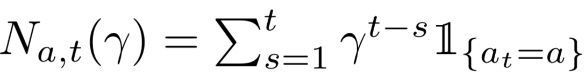 $N_{a,t}(\gamma) = \sum_{s=1}^{t} \gamma^{t-s} \mathbb{1}_{\{a_t=a\}}$